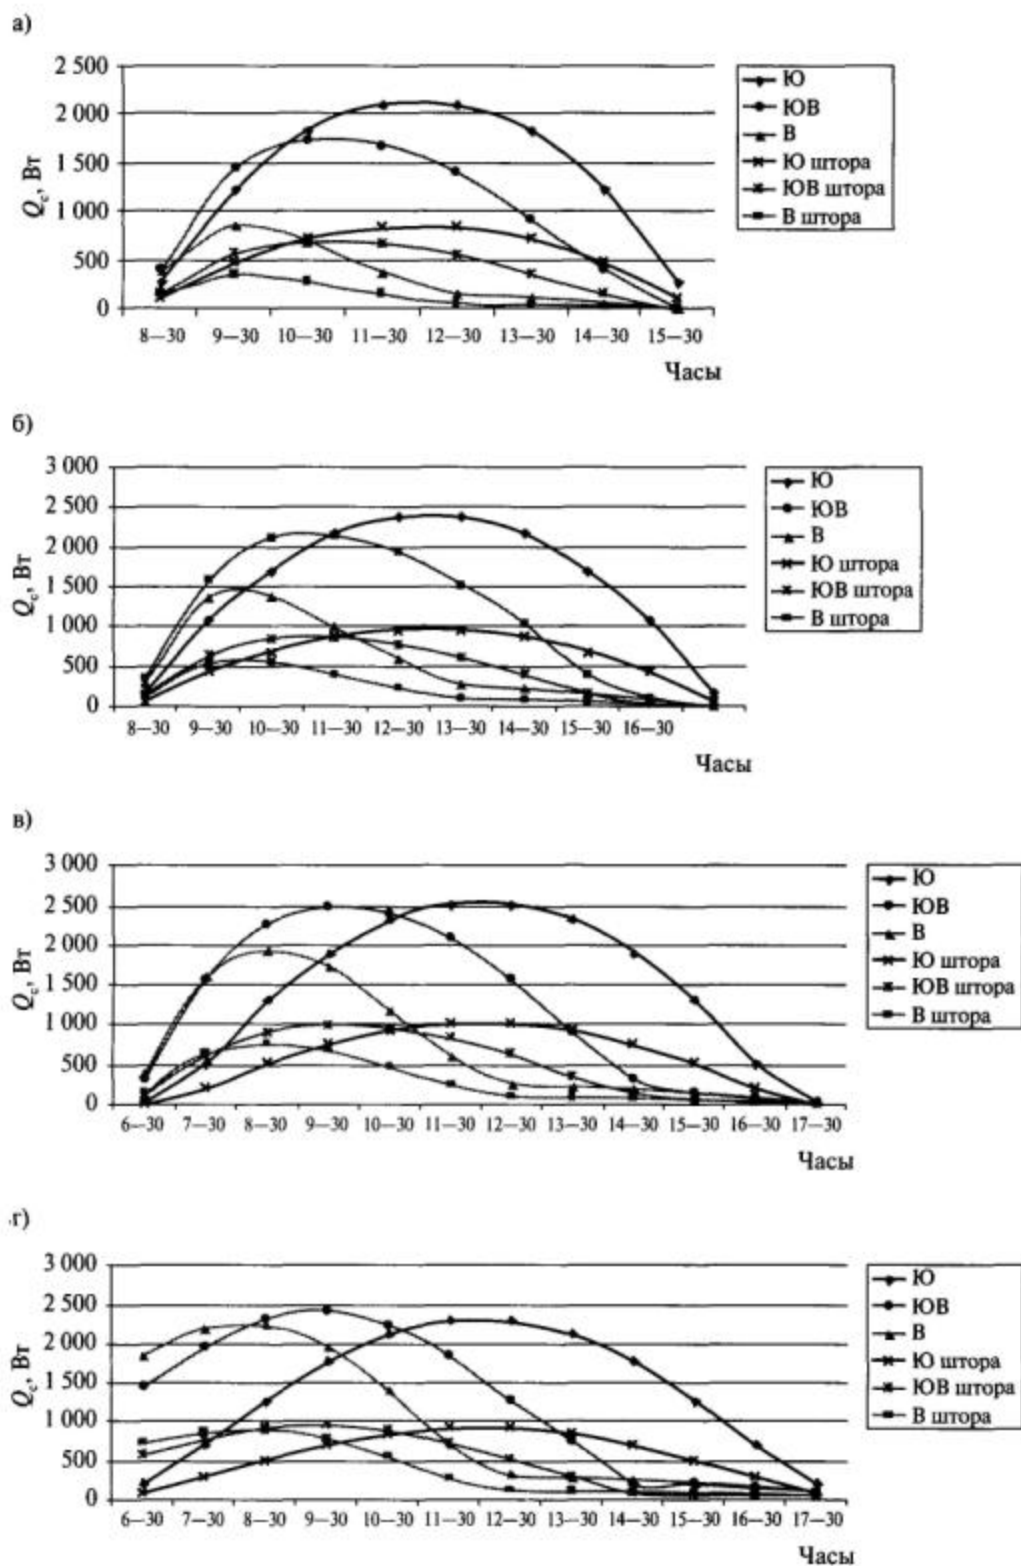 а)
2 500
2 000
1 500
1 000
500
0
Q_c, Вт
8—30 9—30 10—30 11—30 12—30 13—30 14—30 15—30
Часы
Ю
ЮВ
В
Ю штора
ЮВ штора
В штора
б)
3 000
2 500
2 000
1 500
1 000
500
0
Q_c, Вт
8—30 9—30 10—30 11—30 12—30 13—30 14—30 15—30 16—30
Часы
Ю
ЮВ
В
Ю штора
ЮВ штора
В штора
в)
3 000
2 500
2 000
1 500
1 000
500
0
Q_c, Вт
6—30 7—30 8—30 9—30 10—30 11—30 12—30 13—30 14—30 15—30 16—30 17—30
Часы
Ю
ЮВ
В
Ю штора
ЮВ штора
В штора
г)
3 000
2 500
2 000
1 500
1 000
500
0
Q_c, Вт
6—30 7—30 8—30 9—30 10—30 11—30 12—30 13—30 14—30 15—30 16—30 17—30
Часы
Ю
ЮВ
В
Ю штора
ЮВ штора
В штора